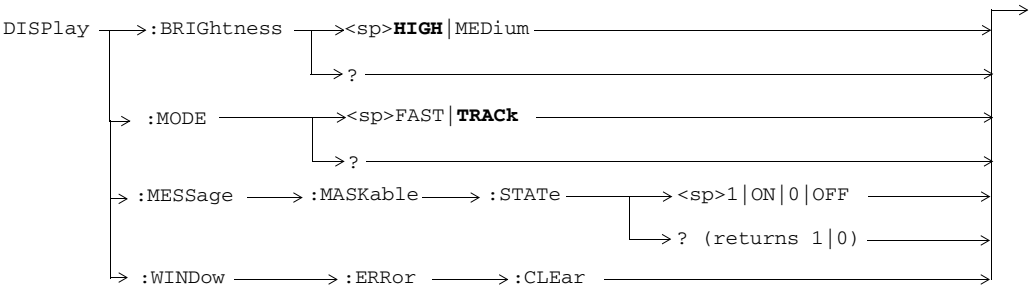 DISPlay :BRIGhtness <sp>HIGH|MEDium
?
:MODE <sp>FAST|TRACk
?
:MESSage :MASKable :STATe <sp>1|ON|0|OFF
? (returns 1|0)
:WINDow :ERRor :CLEar